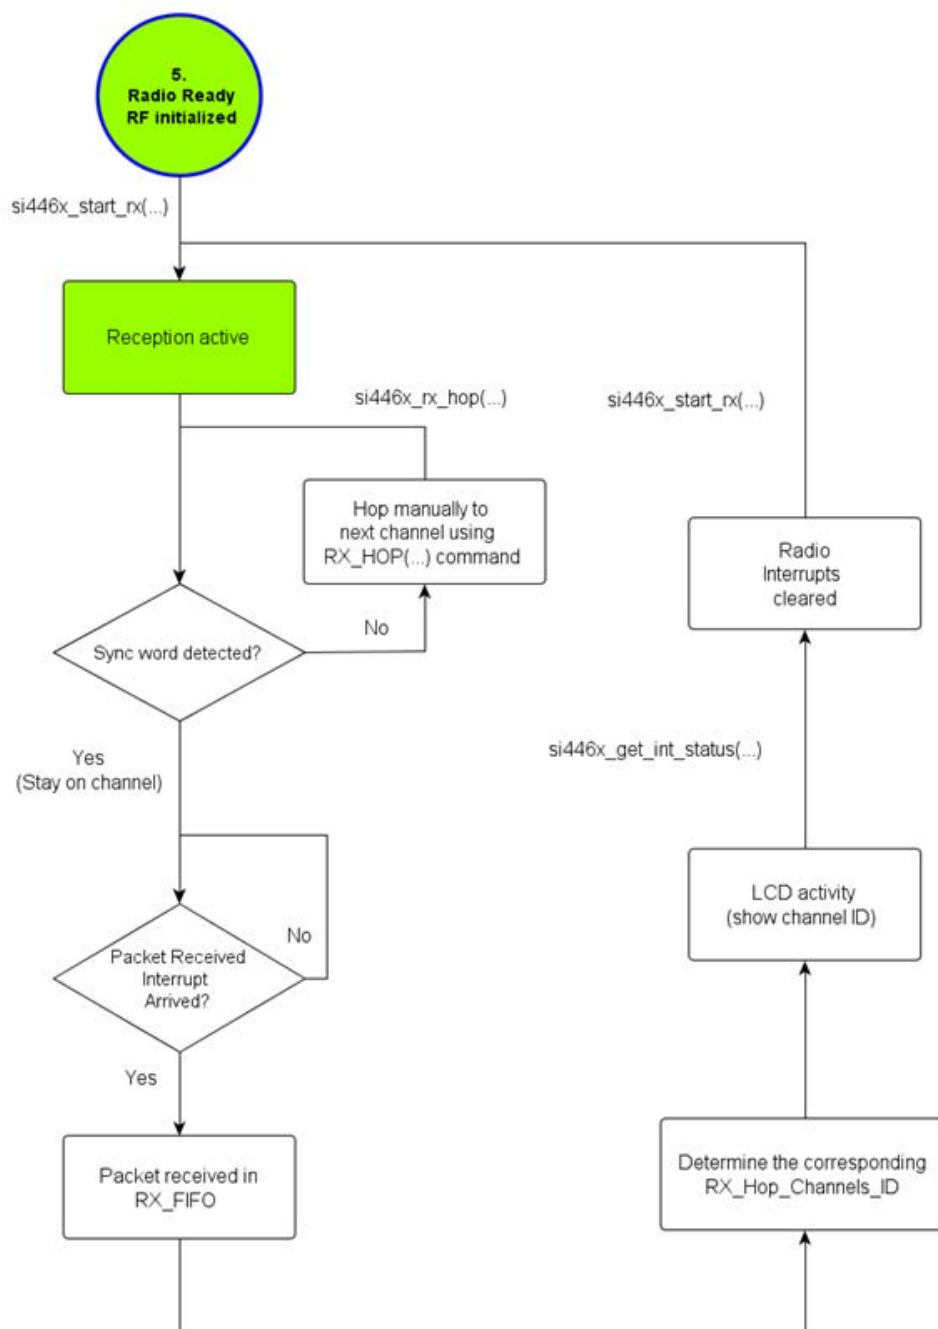 5.
Radio Ready
RF initialized
si446x_start_rx(...)
Reception active
si446x_rx_hop(...)
si446x_start_rx(...)
Hop manually to
next channel using
RX_HOP(...) command
Radio
Interrupts
cleared
No
Sync word detected?
Yes
(Stay on channel)
si446x_get_int_status(...)
LCD activity
(show channel ID)
No
Packet Received
Interrupt
Arrived?
Yes
Packet received in
RX_FIFO
Determine the corresponding
RX_Hop_Channels_ID